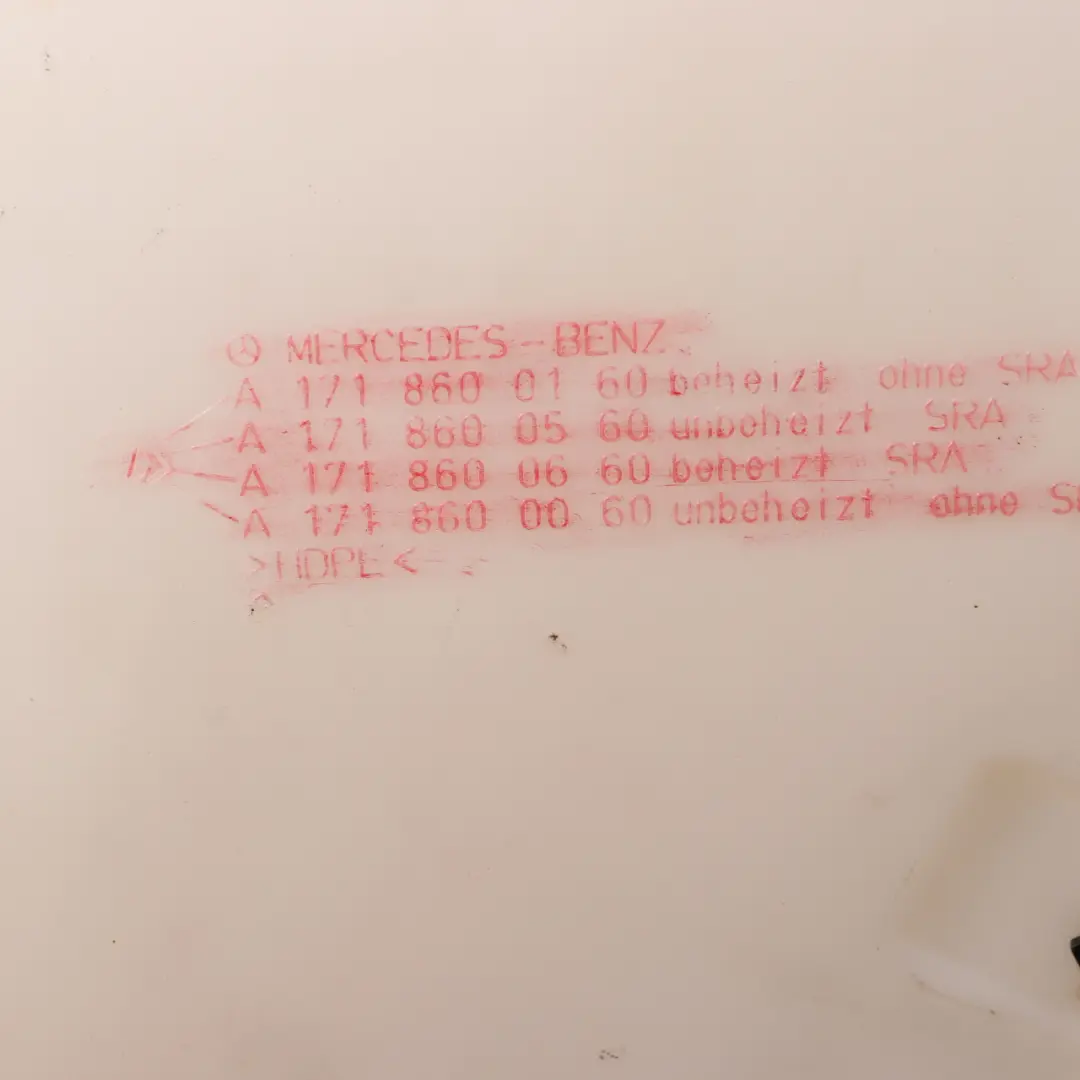 MERCEDES-BENZ
A 171 860 01 60 beheizt ohne SRA
A 171 860 05 60 unbeheizt SRA
A 171 860 06 60 beheizt SRA
A 171 860 00 60 unbeheizt ohne S
>HDPE<